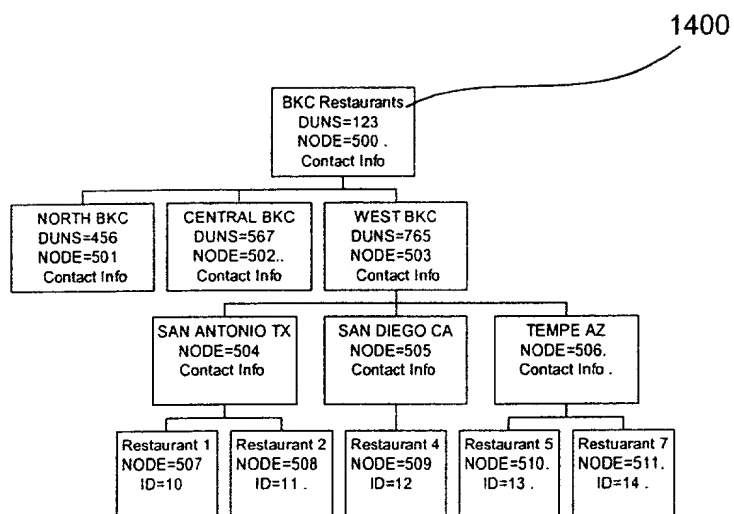 1400
BKC Restaurants
DUNS=123
NODE=500 .
Contact Info
NORTH BKC
DUNS=456
NODE=501
Contact Info
CENTRAL BKC
DUNS=567
NODE=502..
Contact Info
WEST BKC
DUNS=765
NODE=503
Contact Info
SAN ANTONIO TX
NODE=504
Contact Info
SAN DIEGO CA
NODE=505
Contact Info
TEMPE AZ
NODE=506.
Contact Info .
Restaurant 1
NODE=507
ID=10
Restaurant 2
NODE=508
ID=11 .
Restaurant 4
NODE=509
ID=12
Restaurant 5
NODE=510.
ID=13 .
Restuarant 7
NODE=511.
ID=14 .